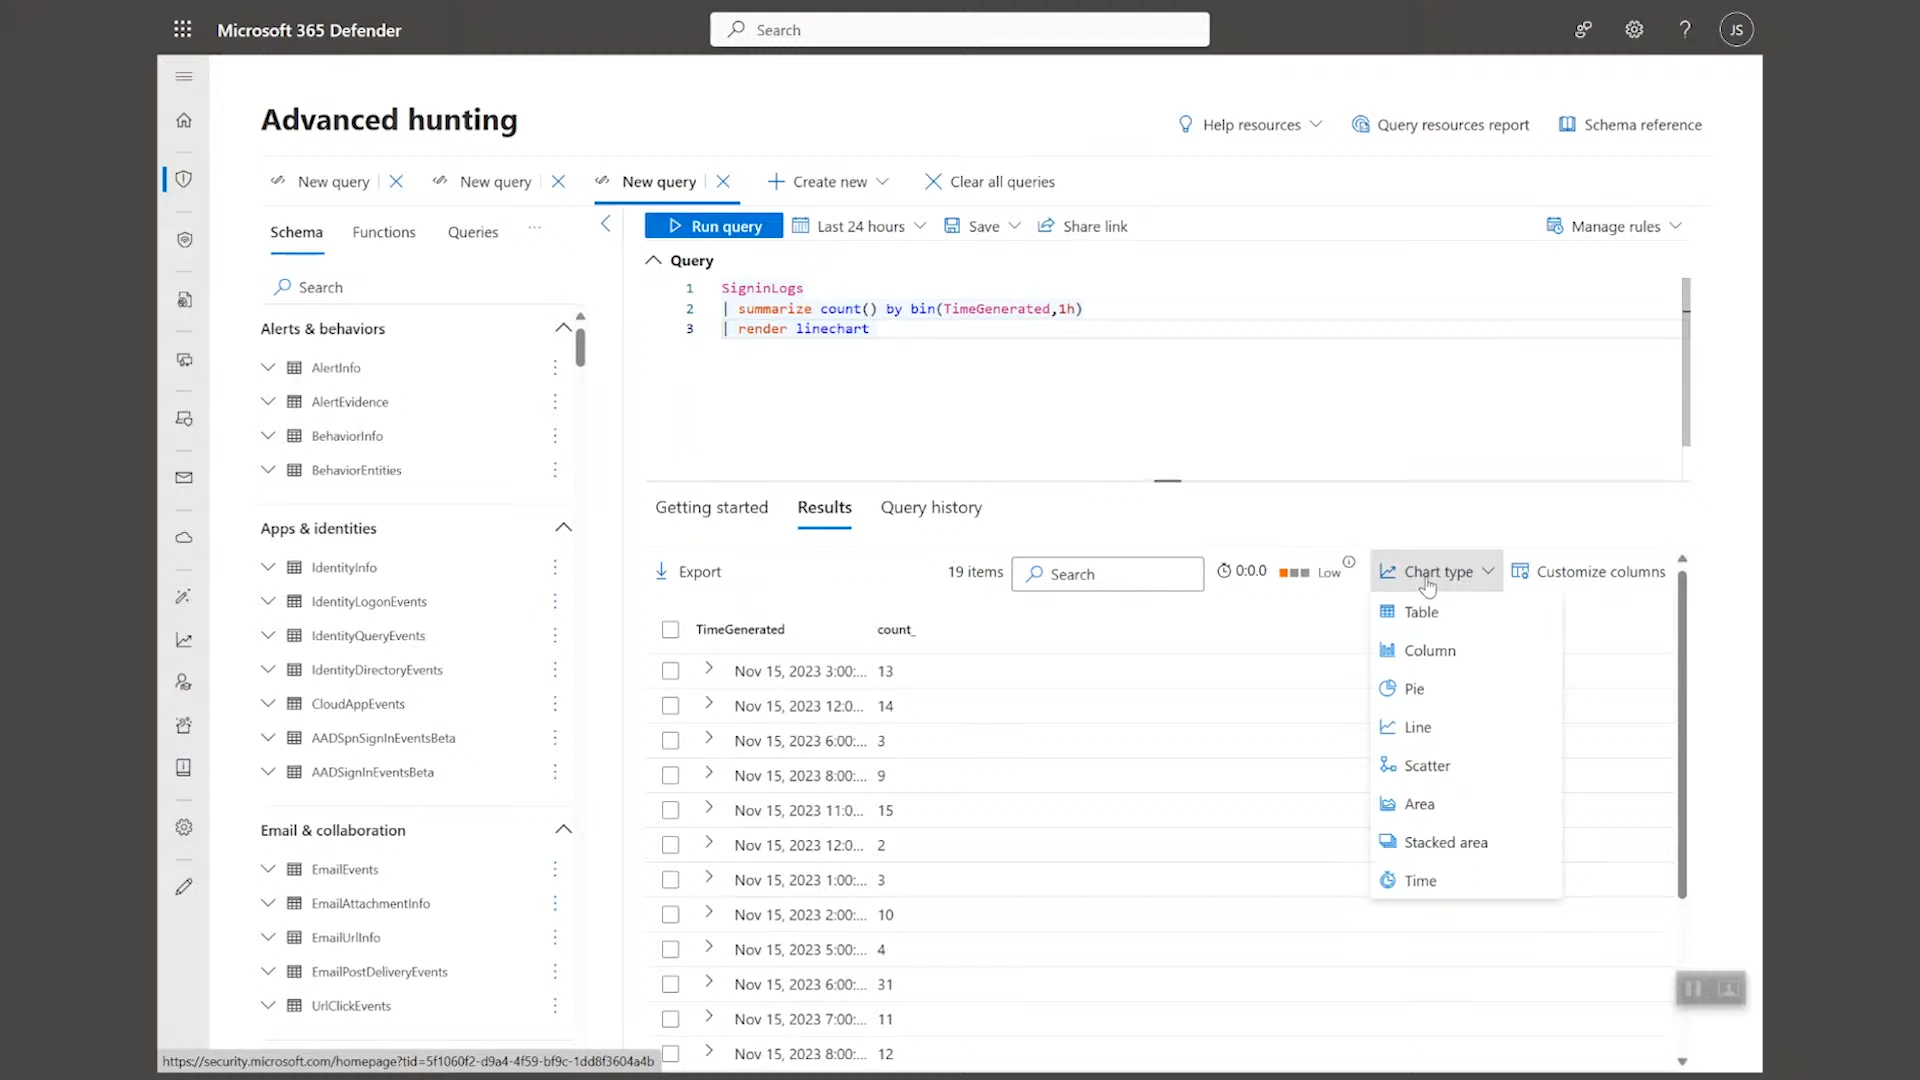 Microsoft 365 Defender
Search
JS
Advanced hunting
Help resources
Query resources report
Schema reference
New query
New query
New query
Create new
Clear all queries
Schema
Functions
Queries
...
Run query
Last 24 hours
Save
Share link
Manage rules
Search
Query
1 SigninLogs
2 | summarize count() by bin(TimeGenerated,1h)
3 | render linechart
Alerts & behaviors
AlertInfo
AlertEvidence
BehaviorInfo
BehaviorEntities
Apps & identities
IdentityInfo
IdentityLogonEvents
IdentityQueryEvents
IdentityDirectoryEvents
CloudAppEvents
AADSpnSignInEventsBeta
AADSignInEventsBeta
Email & collaboration
EmailEvents
EmailAttachmentInfo
EmailUrlInfo
EmailPostDeliveryEvents
UrlClickEvents
Getting started
Results
Query history
Export
19 items
Search
0:0.0
Low
Chart type
Customize columns
Table
Column
Pie
Line
Scatter
Area
Stacked area
Time
TimeGenerated count_
Nov 15, 2023 3:00:... 13
Nov 15, 2023 12:0... 14
Nov 15, 2023 6:00:... 3
Nov 15, 2023 8:00:... 9
Nov 15, 2023 11:0... 15
Nov 15, 2023 12:0... 2
Nov 15, 2023 1:00:... 3
Nov 15, 2023 2:00:... 10
Nov 15, 2023 5:00:... 4
Nov 15, 2023 6:00:... 31
Nov 15, 2023 7:00:... 11
Nov 15, 2023 8:00:... 12
https://security.microsoft.com/homepage?tid=5f1060f2-d9a4-4f59-bf9c-1dd8f3604a4b